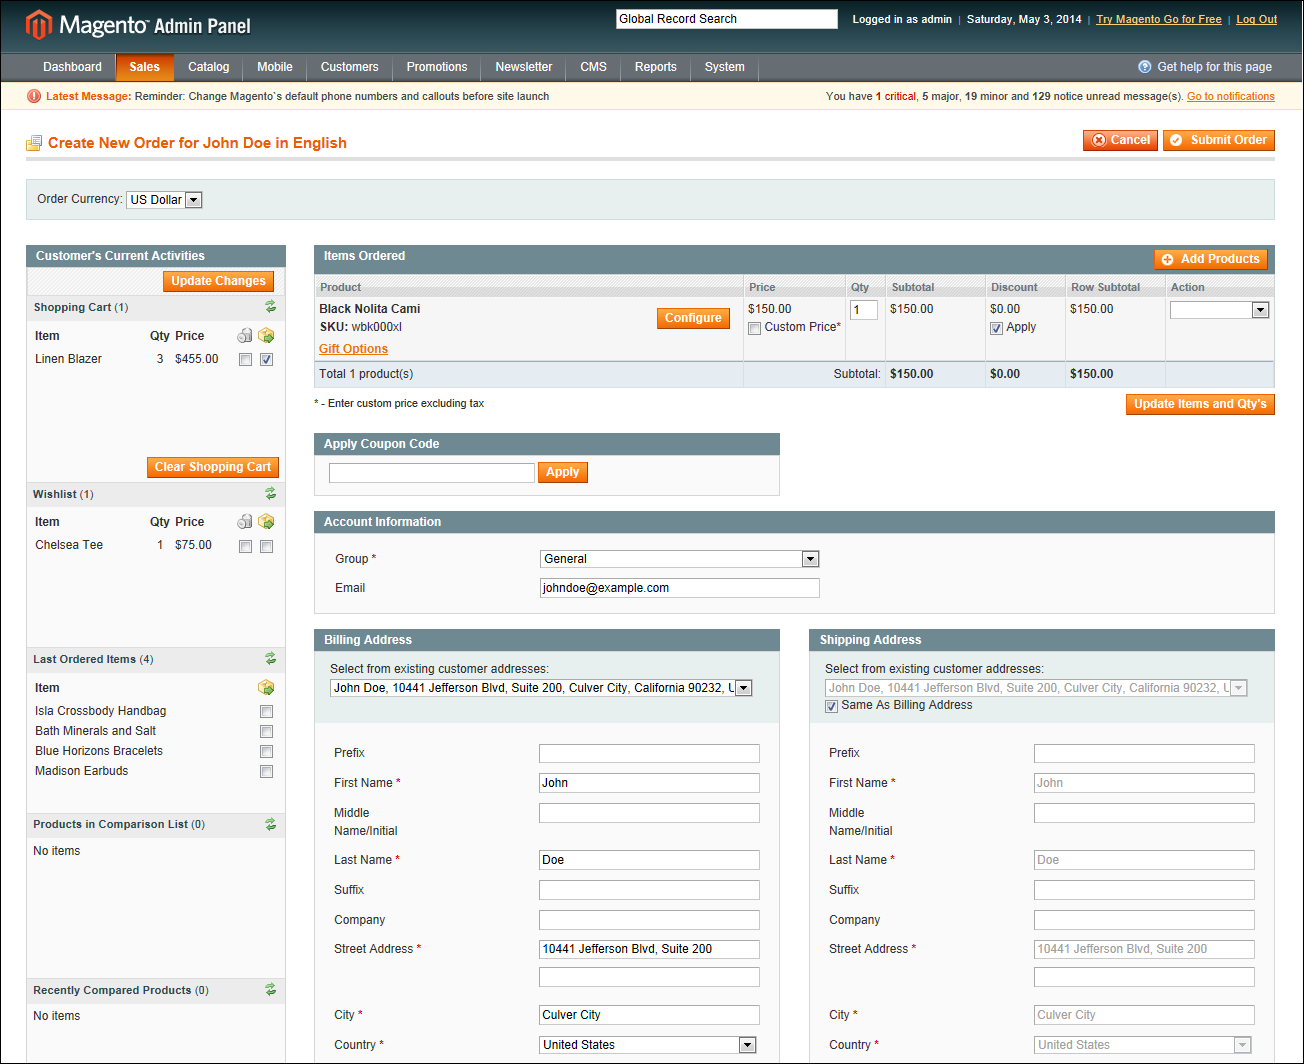 Magento™ Admin Panel
Global Record Search
Logged in as admin | Saturday, May 3, 2014 | Try Magento Go for Free | Log Out
Dashboard Sales Catalog Mobile Customers Promotions Newsletter CMS Reports System
Get help for this page
Latest Message: Reminder: Change Magento`s default phone numbers and callouts before site launch
You have 1 critical, 5 major, 19 minor and 129 notice unread message(s). Go to notifications
Create New Order for John Doe in English
Cancel Submit Order
Order Currency: US Dollar
Customer's Current Activities
Update Changes
Shopping Cart (1)
Item Qty Price
Linen Blazer 3 $455.00
Clear Shopping Cart
Wishlist (1)
Item Qty Price
Chelsea Tee 1 $75.00
Last Ordered Items (4)
Item
Isla Crossbody Handbag
Bath Minerals and Salt
Blue Horizons Bracelets
Madison Earbuds
Products in Comparison List (0)
No items
Recently Compared Products (0)
No items
Items Ordered
Add Products
Product Price Qty Subtotal Discount Row Subtotal Action
Black Nolita Cami $150.00 1 $150.00 $0.00 $150.00
SKU: wbk000xl Configure Custom Price* Apply
Gift Options
Total 1 product(s) Subtotal: $150.00 $0.00 $150.00
* - Enter custom price excluding tax
Update Items and Qty's
Apply Coupon Code
Apply
Account Information
Group * General
Email johndoe@example.com
Billing Address
Select from existing customer addresses:
John Doe, 10441 Jefferson Blvd, Suite 200, Culver City, California 90232, U
Prefix
First Name * John
Middle
Name/Initial
Last Name * Doe
Suffix
Company
Street Address * 10441 Jefferson Blvd, Suite 200
City * Culver City
Country * United States
Shipping Address
Select from existing customer addresses:
John Doe, 10441 Jefferson Blvd, Suite 200, Culver City, California 90232, U
Same As Billing Address
Prefix
First Name * John
Middle
Name/Initial
Last Name * Doe
Suffix
Company
Street Address * 10441 Jefferson Blvd, Suite 200
City * Culver City
Country * United States